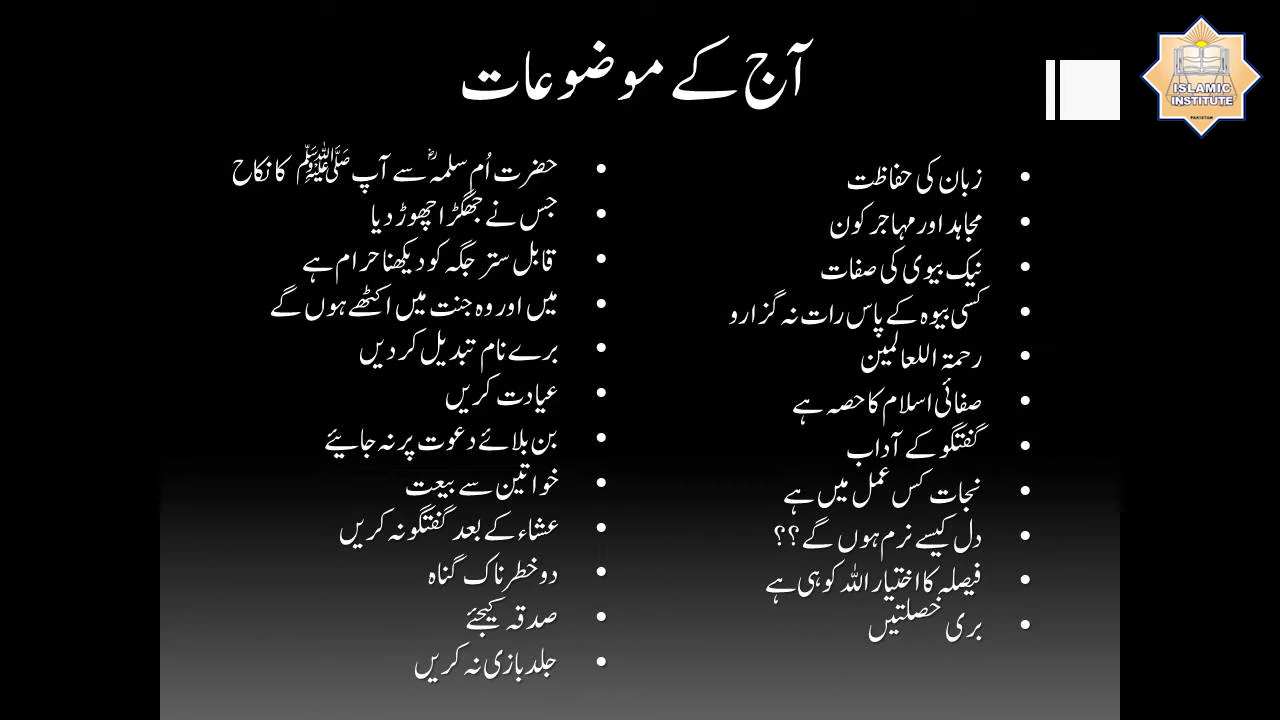 آج کے موضوعات
ISLAMIC
INSTITUTE
PAKISTAN
• زبان کی حفاظت
• مجاہد اور مہاجر کون
• نیک بیوی کی صفات
• کسی بیوہ کے پاس رات نہ گزارو
• رحمۃ اللعالمین
• صفائی اسلام کا حصہ ہے
• گفتگو کے آداب
• نجات کس عمل میں ہے
• دل کیسے نرم ہوں گے؟؟
• فیصلہ کا اختیار اللہ کو ہی ہے
• بری خصلتیں
• حضرت اُم سلمہؓ سے آپ ﷺ کا نکاح
• جس نے جھگڑا چھوڑ دیا
• قابل ستر جگہ کو دیکھنا حرام ہے
• میں اور وہ جنت میں اکٹھے ہوں گے
• برے نام تبدیل کر دیں
• عیادت کریں
• بن بلائے دعوت پر نہ جایئے
• خواتین سے بیعت
• عشاء کے بعد گفتگو نہ کریں
• دو خطرناک گناہ
• صدقہ کیجئے
• جلد بازی نہ کریں